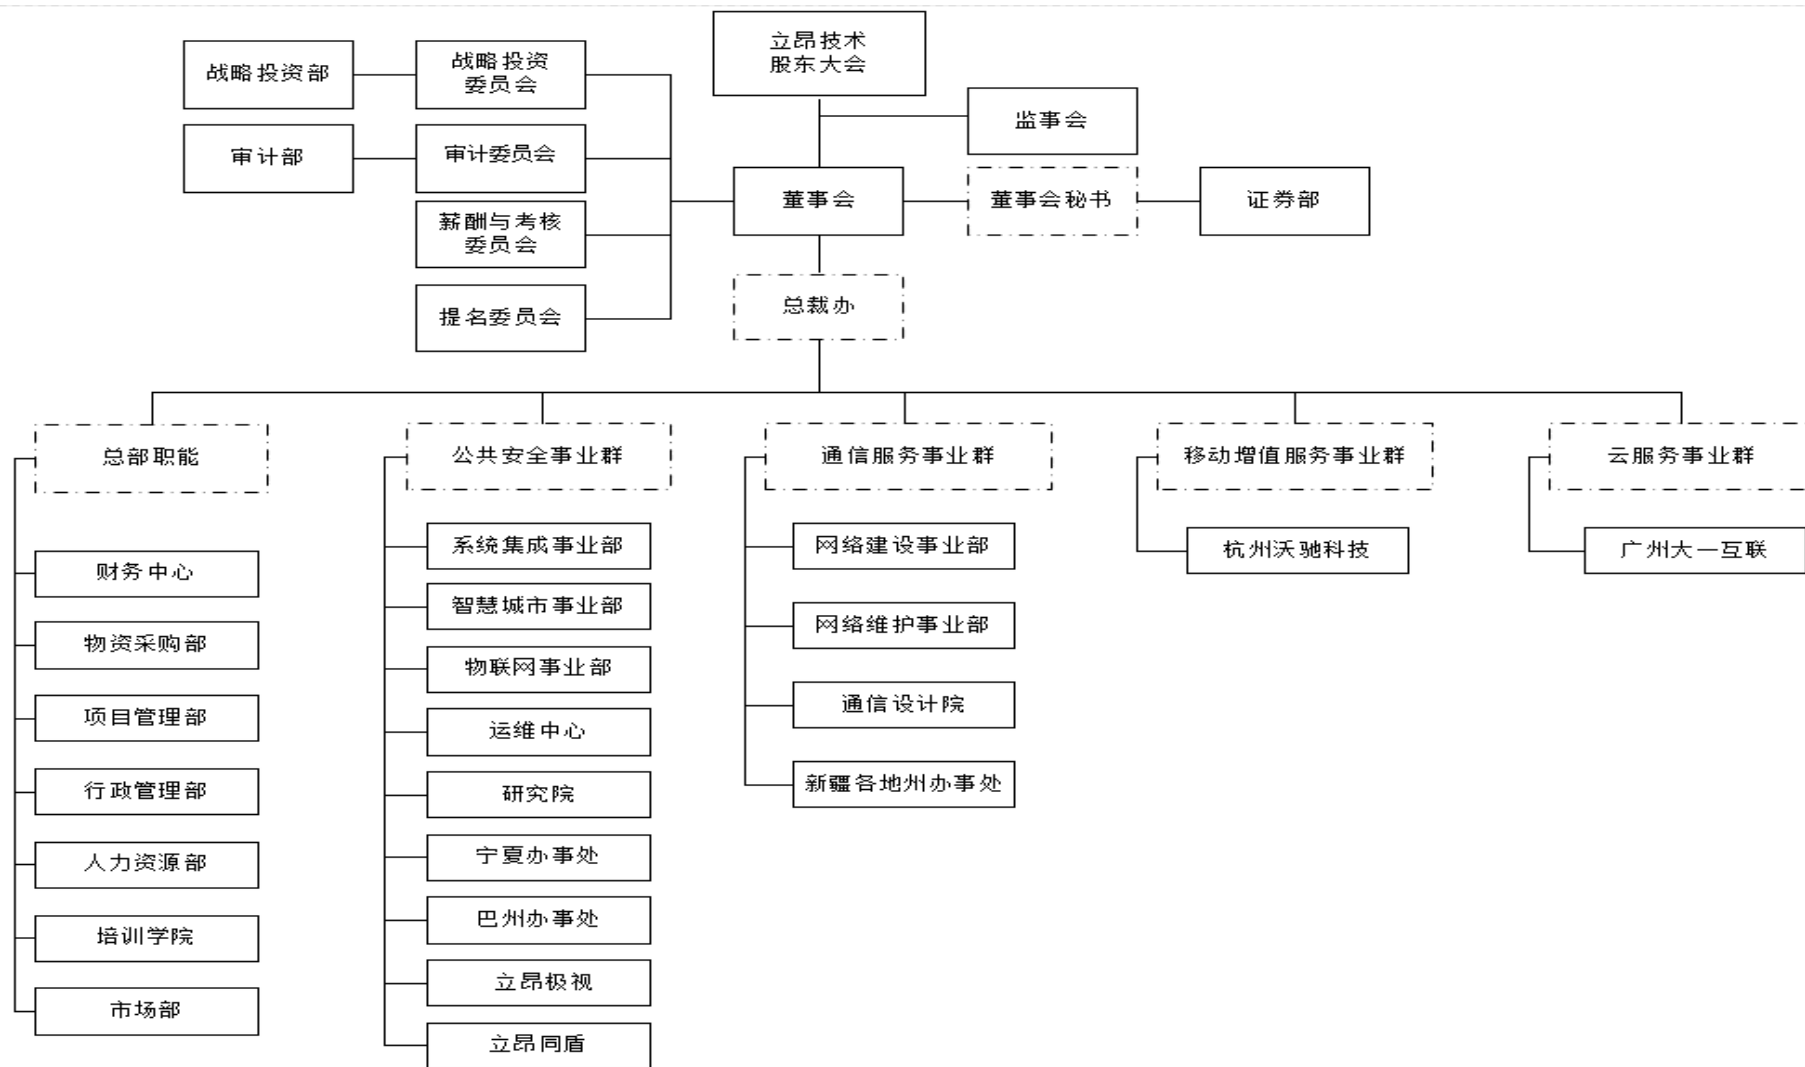 立昂技术
股东大会
战略投资部
战略投资
委员会
监事会
审计部
审计委员会
董事会
董事会秘书
证券部
薪酬与考核
委员会
总裁办
提名委员会
总部职能
公共安全事业群
通信服务事业群
移动增值服务事业群
云服务事业群
财务中心
物资采购部
项目管理部
行政管理部
人力资源部
培训学院
市场部
系统集成事业部
智慧城市事业部
物联网事业部
运维中心
研究院
宁夏办事处
巴州办事处
立昂极视
立昂同盾
网络建设事业部
网络维护事业部
通信设计院
新疆各地州办事处
杭州沃驰科技
广州大一互联